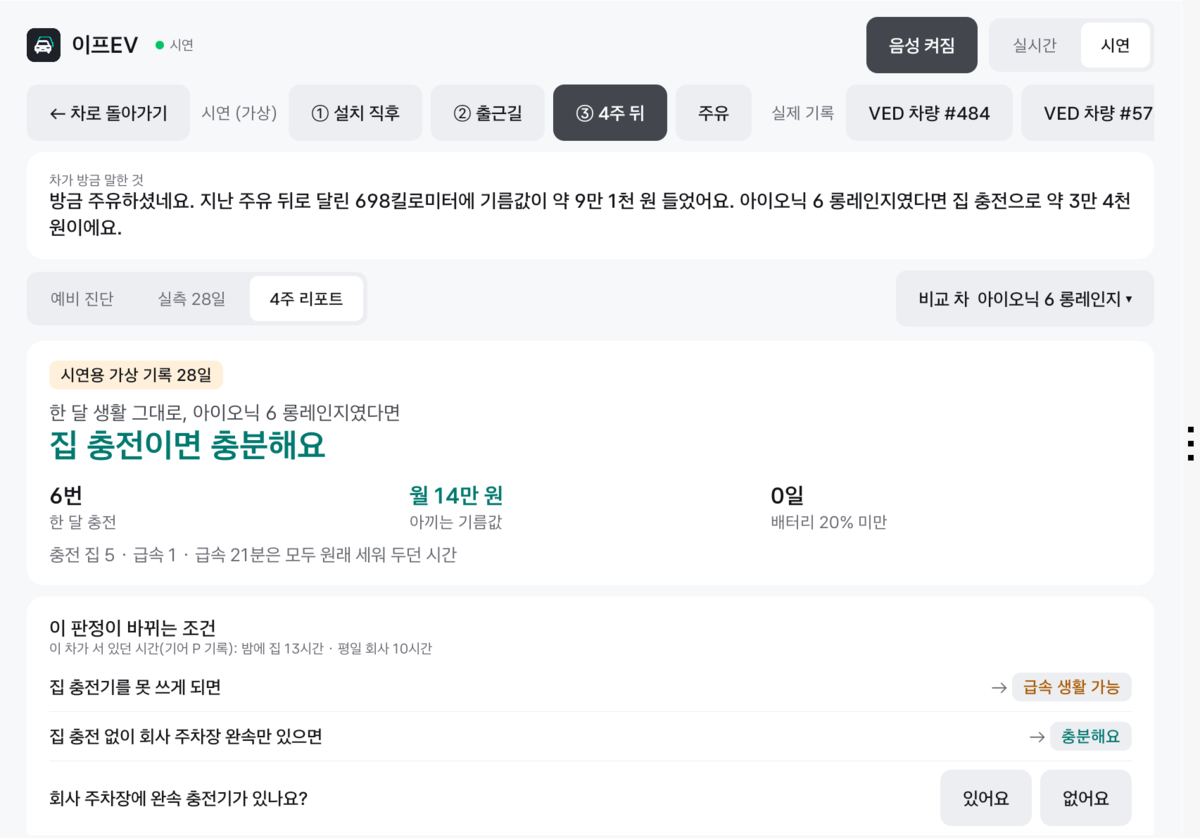 이프EV
시연
음성 켜짐
실시간
시연
← 차로 돌아가기
시연 (가상)
① 설치 직후
② 출근길
③ 4주 뒤
주유
실제 기록
VED 차량 #484
VED 차량 #57
차가 방금 말한 것
방금 주유하셨네요. 지난 주유 뒤로 달린 698킬로미터에 기름값이 약 9만 1천 원 들었어요. 아이오닉 6 롱레인지였다면 집 충전으로 약 3만 4천
원이에요.
예비 진단
실측 28일
4주 리포트
비교 차 아이오닉 6 롱레인지 ▾
시연용 가상 기록 28일
한 달 생활 그대로, 아이오닉 6 롱레인지였다면
집 충전이면 충분해요
6번
한 달 충전
월 14만 원
아끼는 기름값
0일
배터리 20% 미만
충전 집 5 · 급속 1 · 급속 21분은 모두 원래 세워 두던 시간
이 판정이 바뀌는 조건
이 차가 서 있던 시간(기어 P 기록): 밤에 집 13시간 · 평일 회사 10시간
집 충전기를 못 쓰게 되면
→ 급속 생활 가능
집 충전 없이 회사 주차장 완속만 있으면
→ 충분해요
회사 주차장에 완속 충전기가 있나요?
있어요
없어요